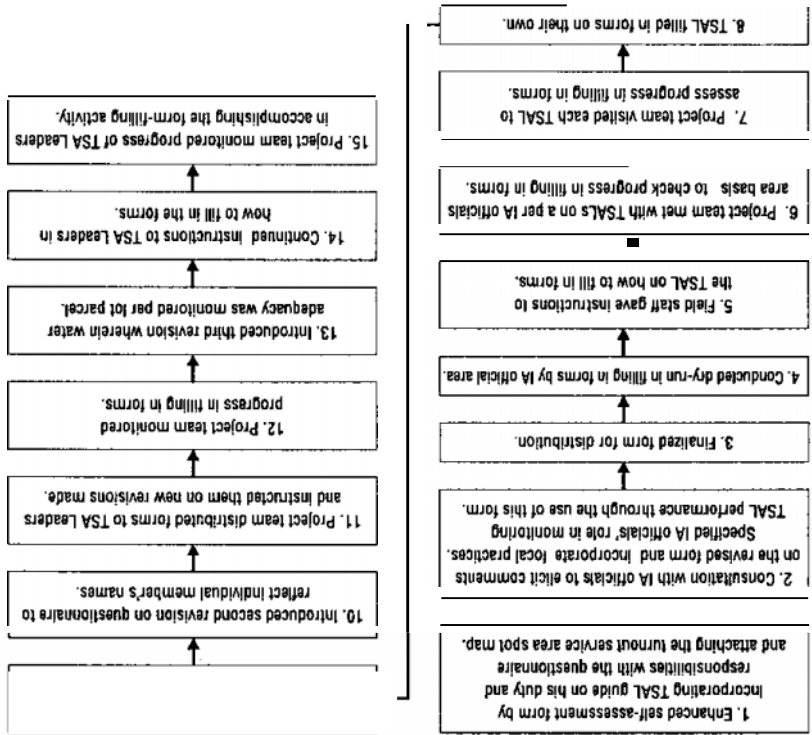 1. Enhanced self-assessment form by
incorporating TSAL guide on his duty and
responsibilities with the questionnaire
and attaching the turnout service area spot map.
2. Consultation with IA officials to elicit comments
on the revised form and incorporate local practices.
Specified IA officials' role in monitoring
TSAL performance through the use of this form.
3. Finalized form for distribution.
4. Conducted dry-run in filling in forms by IA official area.
5. Field staff gave instructions to
the TSAL on how to fill in forms.
6. Project team met with TSALs on a per IA officials
area basis to check progress in filling in forms.
7. Project team visited each TSAL to
assess progress in filling in forms.
8. TSAL filled in forms on their own.
10. Introduced second revision on questionnaire to
reflect individual member's names.
11. Project team distributed forms to TSA Leaders
and instructed them on new revisions made.
12. Project team monitored
progress in filling in forms.
13. Introduced third revision wherein water
adequacy was monitored per lot parcel.
14. Continued instructions to TSA Leaders in
how to fill in the forms.
15. Project team monitored progress of TSA Leaders
in accomplishing the form-filling activity.